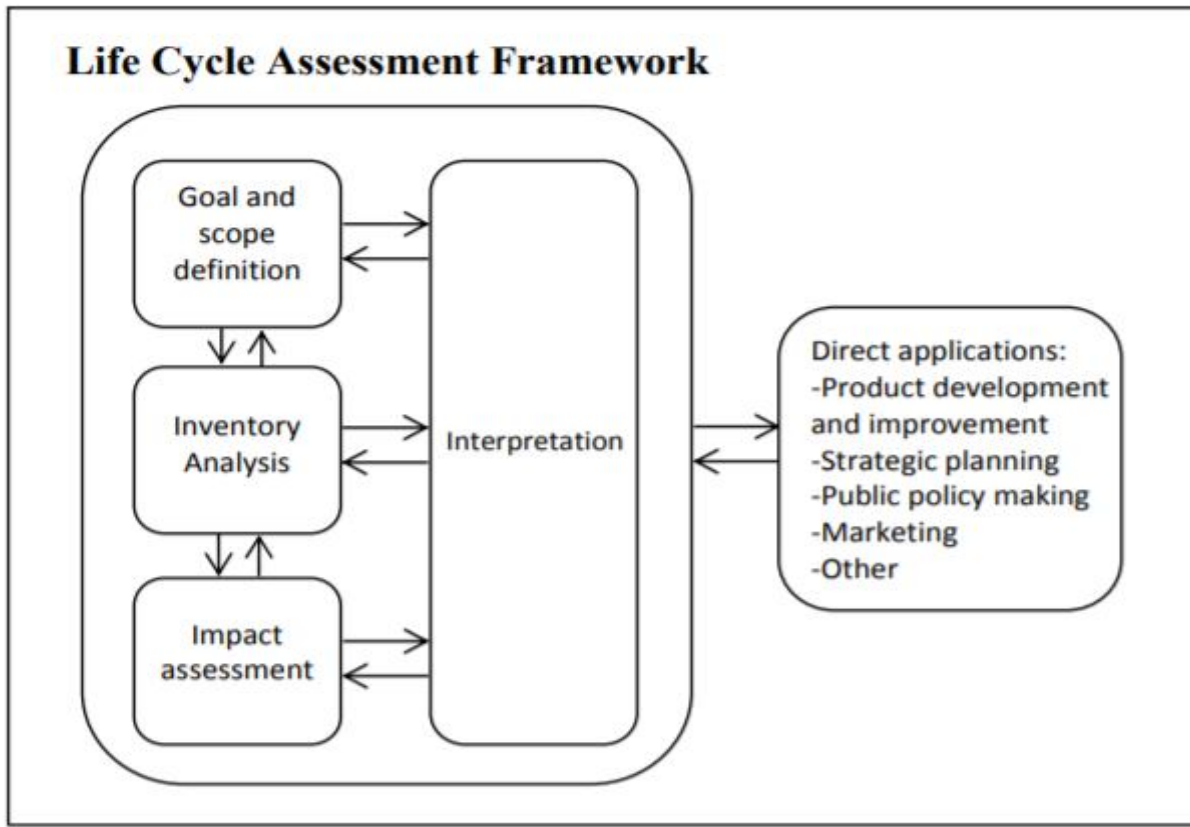 Life Cycle Assessment Framework
Goal and
scope
definition
Inventory
Analysis
Impact
assessment
Interpretation
Direct applications:
-Product development
and improvement
-Strategic planning
-Public policy making
-Marketing
-Other